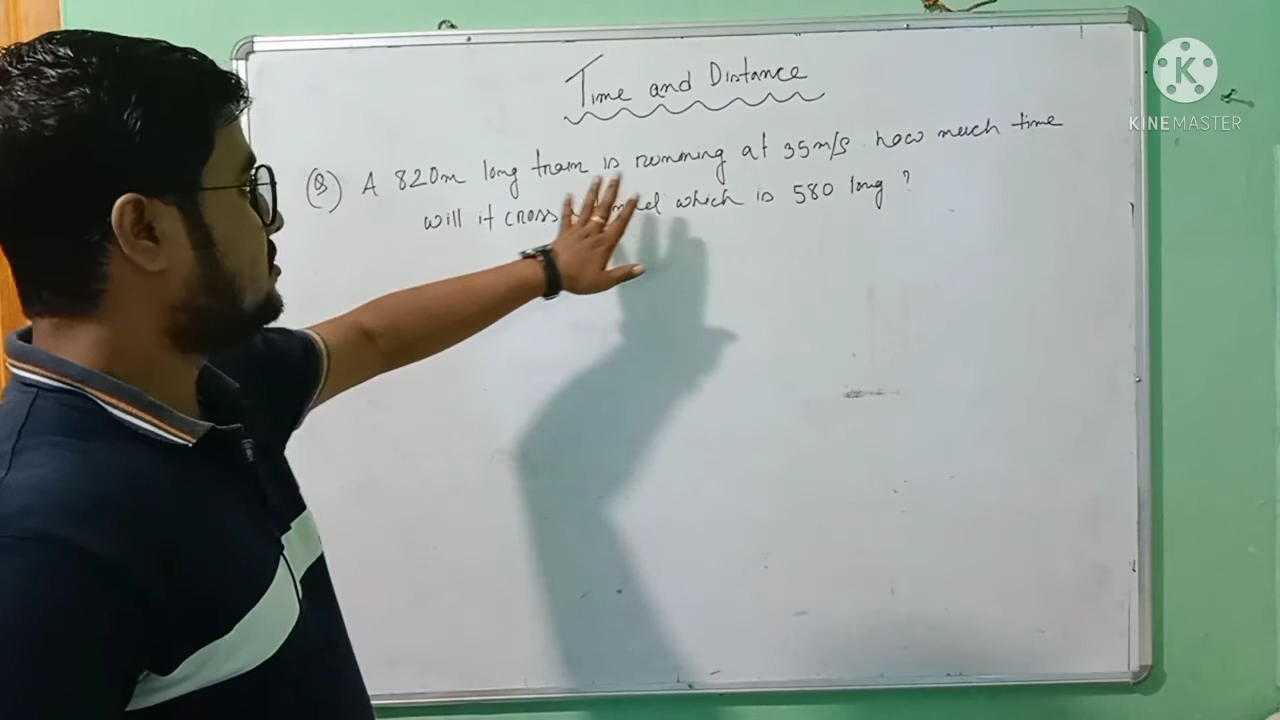 Time and Distance
(Q) A 820m long train is running at 35m/s how much time
will it cross which is 580 long ?
K
KINEMASTER